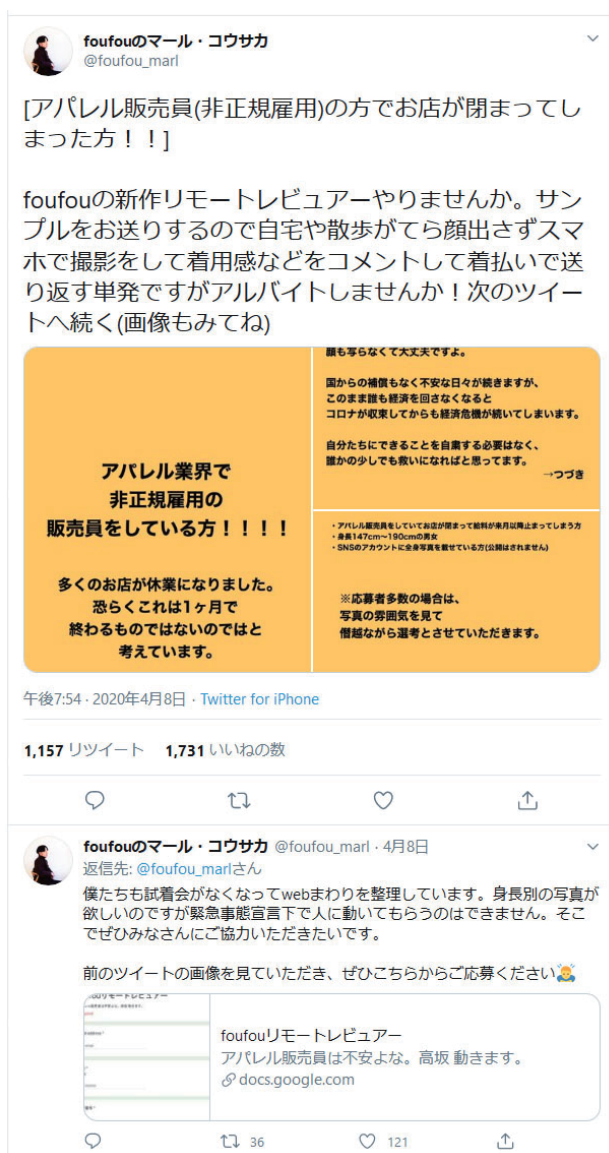 foufouのマール・コウサカ
@foufou_marl
[アパレル販売員(非正規雇用)の方でお店が閉まってし
まった方！！]
foufouの新作リモートレビュアーやりませんか。サン
プルをお送りするので自宅や散歩がてら顔出さずスマ
ホで撮影をして着用感などをコメントして着払いで送
り返す単発ですがアルバイトしませんか！次のツイー
トへ続く(画像もみてね)
アパレル業界で
非正規雇用の
販売員をしている方！！！！
多くのお店が休業になりました。
恐らくこれは1ヶ月で
終わるものではないのではと
考えています。
顔も写らなくて大丈夫ですよ。
国からの補償もなく不安な日々が続きますが、
このまま誰も経済を回さなくなると
コロナが収束してからも経済危機が続いてしまいます。
自分たちにできることを自粛する必要はなく、
誰かの少しでも救いになればと思ってます。
→つづき
・アパレル販売員をしていてお店が閉まって給料が来月以降止まってしまう方
・身長147cm〜190cmの男女
・SNSのアカウントに全身写真を載せている方(公開はされません)
※応募者多数の場合は、
写真の雰囲気を見て
僭越ながら選考とさせていただきます。
午後7:54 · 2020年4月8日 · Twitter for iPhone
1,157 リツイート 1,731 いいねの数
foufouのマール・コウサカ @foufou_marl · 4月8日
返信先: @foufou_marlさん
僕たちも試着会がなくなってwebまわりを整理しています。身長別の写真が
欲しいのですが緊急事態宣言下で人に動いてもらうのはできません。そこ
でぜひみなさんにご協力いただきたいです。
前のツイートの画像を見ていただき、ぜひこちらからご応募ください
foufouリモートレビュアー
アパレル販売員は不安よな。高坂 動きます。
docs.google.com
36
121